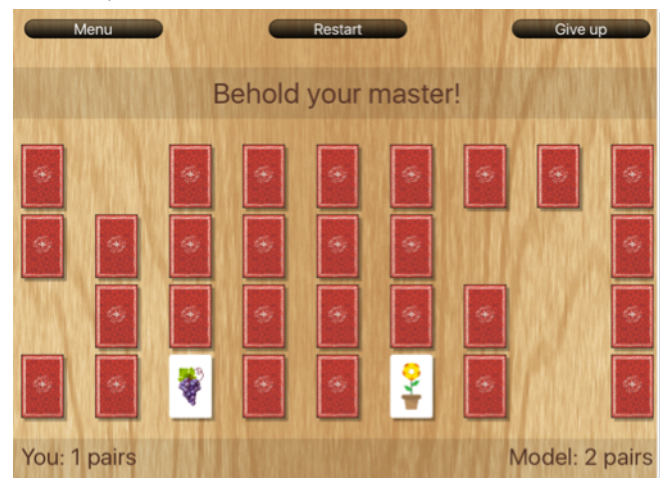 Menu
Restart
Give up
Behold your master!
You: 1 pairs
Model: 2 pairs